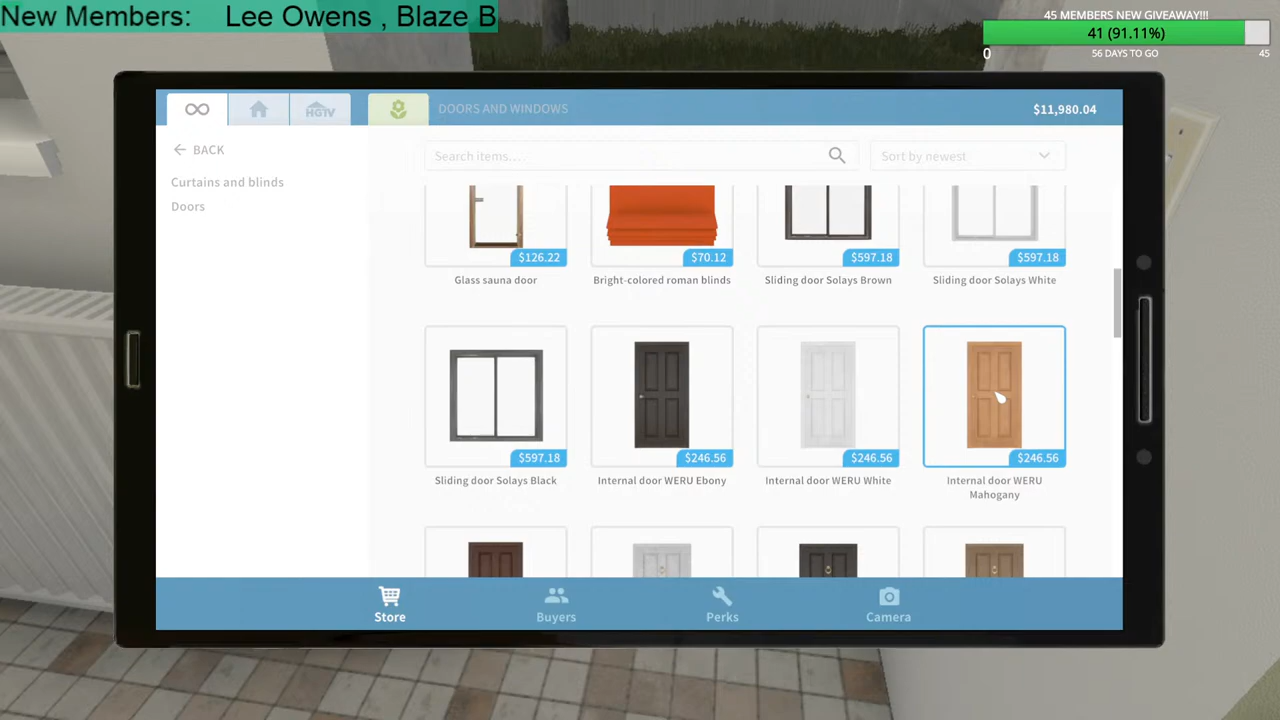 New Members: Lee Owens , Blaze B
45 MEMBERS NEW GIVEAWAY!!!
41 (91.11%)
0 56 DAYS TO GO 45
HGTV DOORS AND WINDOWS $11,980.04
BACK
Search items.... Sort by newest
Curtains and blinds
Doors
$126.22 $70.12 $597.18 $597.18
Glass sauna door Bright-colored roman blinds Sliding door Solays Brown Sliding door Solays White
$597.18 $246.56 $246.56 $246.56
Sliding door Solays Black Internal door WERU Ebony Internal door WERU White Internal door WERU
Mahogany
Store Buyers Perks Camera